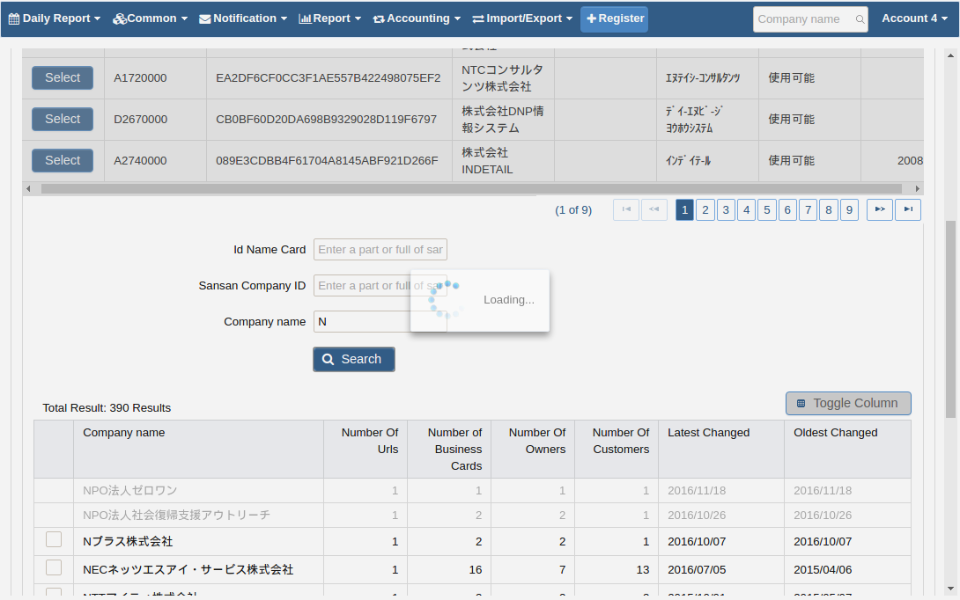 Daily Report Common Notification Report Accounting Import/Export Register Company name Account 4
Select A1720000 EA2DF6CF0CC3F1AE557B422498075EF2 NTCコンサルタ ｴﾇﾃｲｼｰｺﾝｻﾙﾀﾝﾂ 使用可能
ンツ株式会社
Select D2670000 CB0BF60D20DA698B9329028D119F6797 株式会社DNP情 ﾃﾞｲｰｴﾇﾋﾟｰｼﾞ 使用可能
報システム ﾖｳﾎｳｼｽﾃﾑ
Select A2740000 089E3CDBB4F61704A8145ABF921D266F 株式会社 ｲﾝﾃﾞｲﾃｰﾙ 使用可能 2008
INDETAIL
(1 of 9) 1 2 3 4 5 6 7 8 9
Id Name Card Enter a part or full of sar
Sansan Company ID Enter a part or full of s
Loading...
Company name N
Search
Toggle Column
Total Result: 390 Results
Company name Number Of Number of Number Of Number Of Latest Changed Oldest Changed
Urls Business Owners Customers
Cards
NPO法人ゼロワン 1 1 1 1 2016/11/18 2016/11/18
NPO法人社会復帰支援アウトリーチ 1 2 2 1 2016/10/26 2016/10/26
Nプラス株式会社 1 2 2 1 2016/10/07 2016/10/07
NECネッツエスアイ・サービス株式会社 1 16 7 13 2016/07/05 2015/04/06